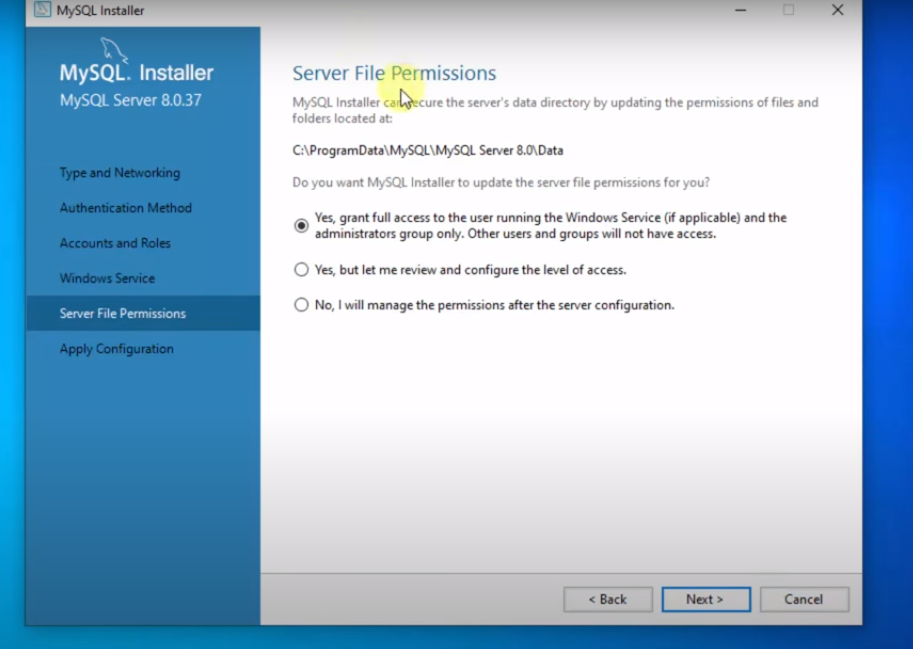 MySQL Installer
MySQL. Installer
MySQL Server 8.0.37
Type and Networking
Authentication Method
Accounts and Roles
Windows Service
Server File Permissions
Apply Configuration
Server File Permissions
MySQL Installer can secure the server's data directory by updating the permissions of files and
folders located at:
C:\ProgramData\MySQL\MySQL Server 8.0\Data
Do you want MySQL Installer to update the server file permissions for you?
Yes, grant full access to the user running the Windows Service (if applicable) and the
administrators group only. Other users and groups will not have access.
Yes, but let me review and configure the level of access.
No, I will manage the permissions after the server configuration.
< Back
Next >
Cancel